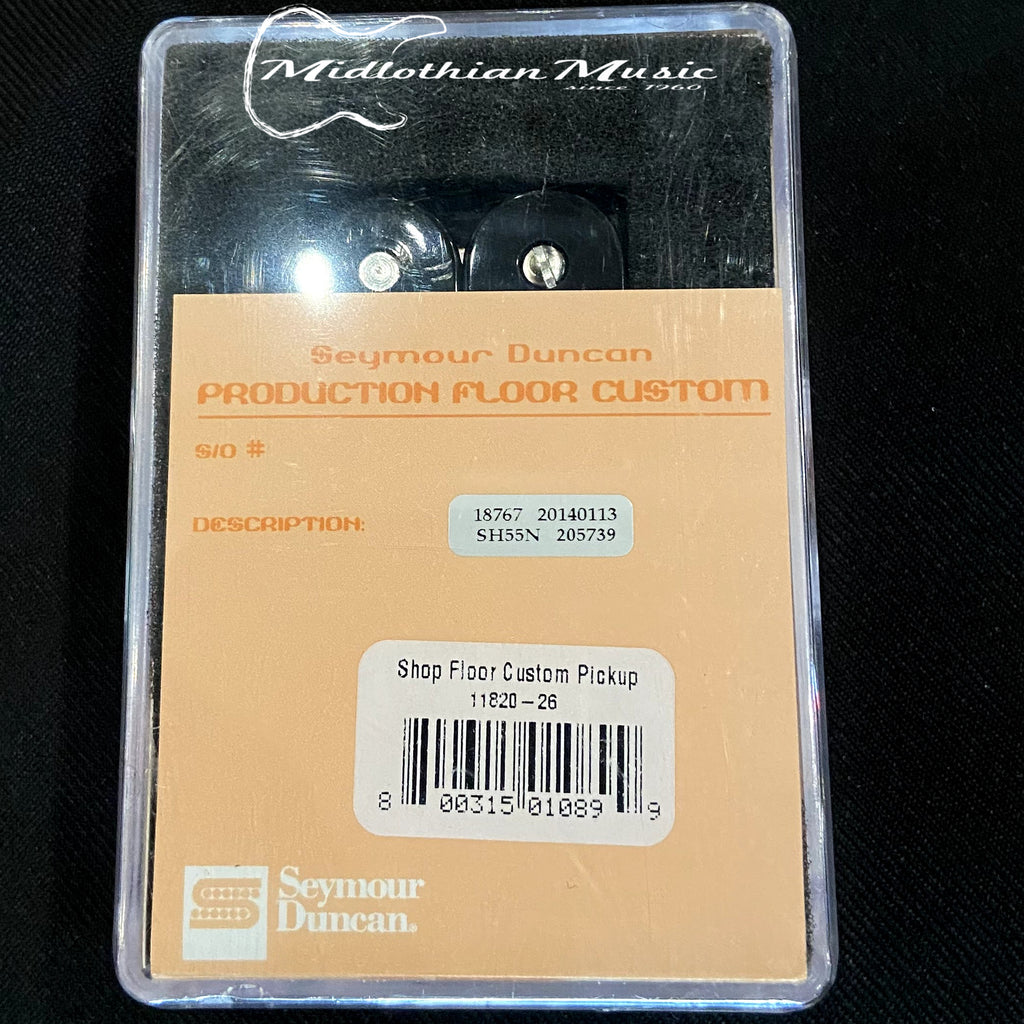 Midlothian Music
since 1960
Seymour Duncan
PRODUCTION FLOOR CUSTOM
S/O #
DESCRIPTION:
18767 20140113
SH55N 205739
Shop Floor Custom Pickup
11820-26
8 00315 01089 9
Seymour
Duncan®